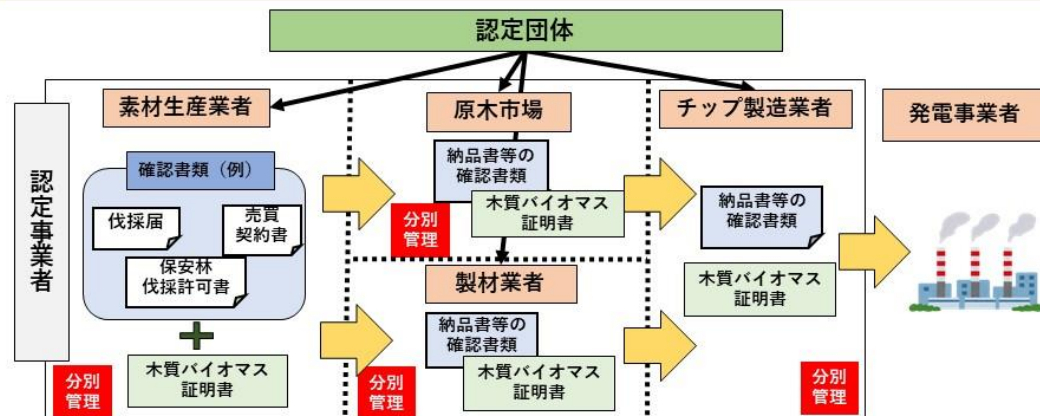 認定団体
認定事業者
素材生産業者
確認書類（例）
伐採届
売買
契約書
保安林
伐採許可書
木質バイオマス
証明書
分別
管理
原木市場
納品書等の
確認書類
木質バイオマス
証明書
分別
管理
製材業者
納品書等の
確認書類
木質バイオマス
証明書
分別
管理
チップ製造業者
納品書等の
確認書類
木質バイオマス
証明書
分別
管理
発電事業者